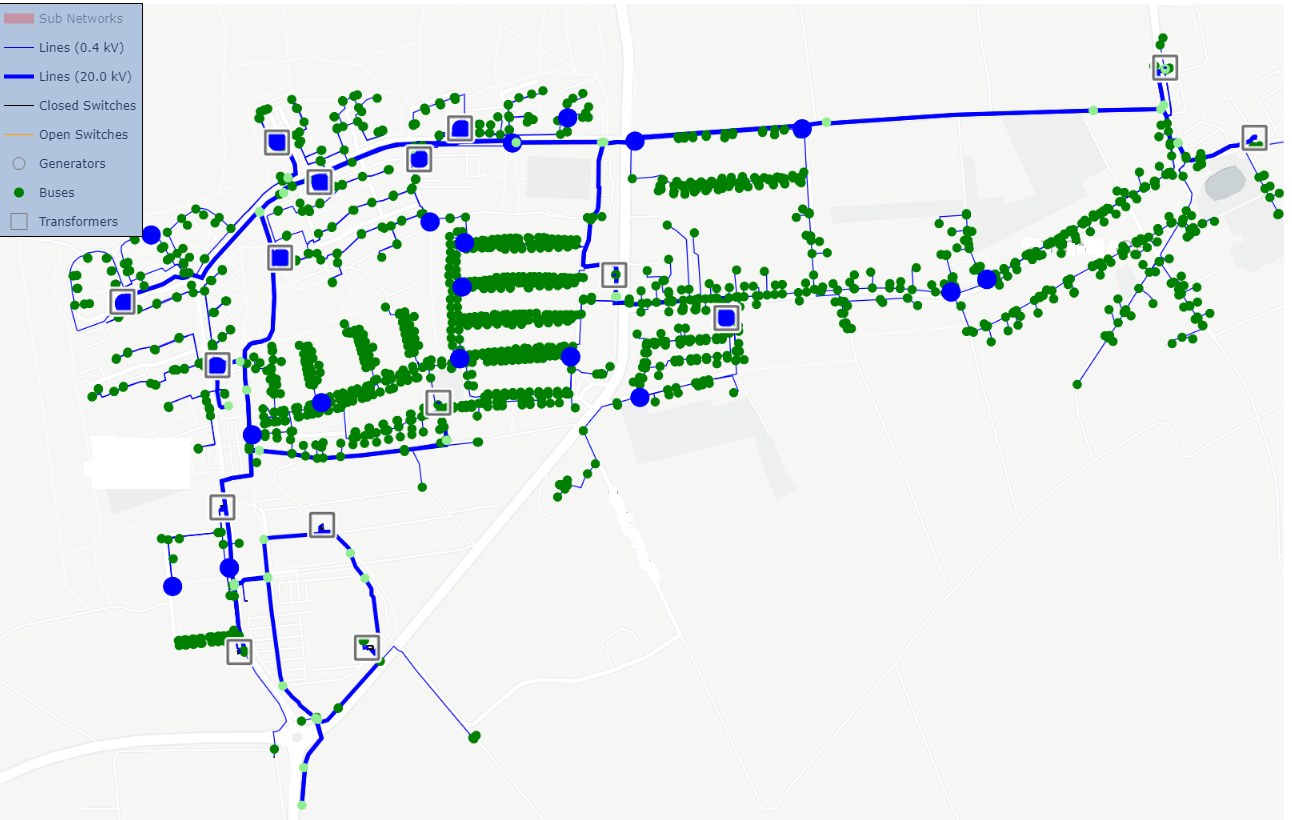 Sub Networks
Lines (0.4 kV)
Lines (20.0 kV)
Closed Switches
Open Switches
Generators
Buses
Transformers